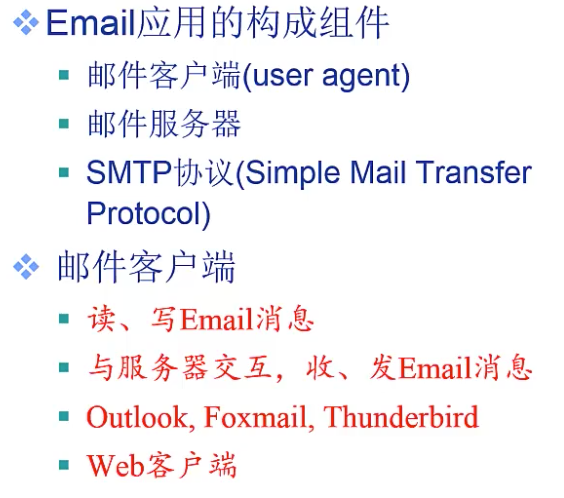 Email应用的构成组件
邮件客户端(user agent)
邮件服务器
SMTP协议(Simple Mail Transfer
Protocol)
邮件客户端
读、写Email消息
与服务器交互，收、发Email消息
Outlook, Foxmail, Thunderbird
Web客户端